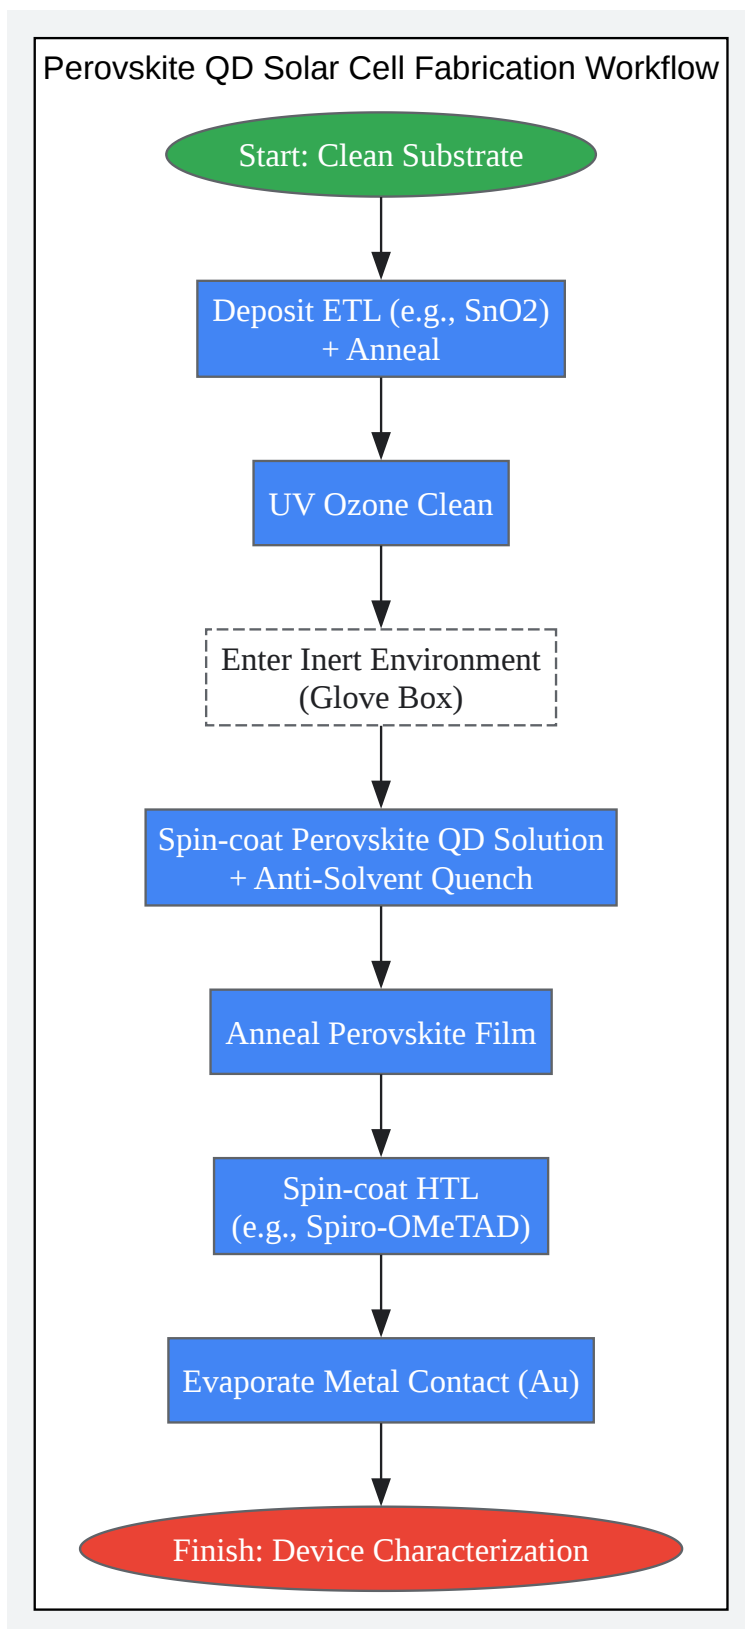 Perovskite QD Solar Cell Fabrication Workflow
Start: Clean Substrate
Deposit ETL (e.g., SnO2)
+ Anneal
UV Ozone Clean
Enter Inert Environment
(Glove Box)
Spin-coat Perovskite QD Solution
+ Anti-Solvent Quench
Anneal Perovskite Film
Spin-coat HTL
(e.g., Spiro-OMeTAD)
Evaporate Metal Contact (Au)
Finish: Device Characterization